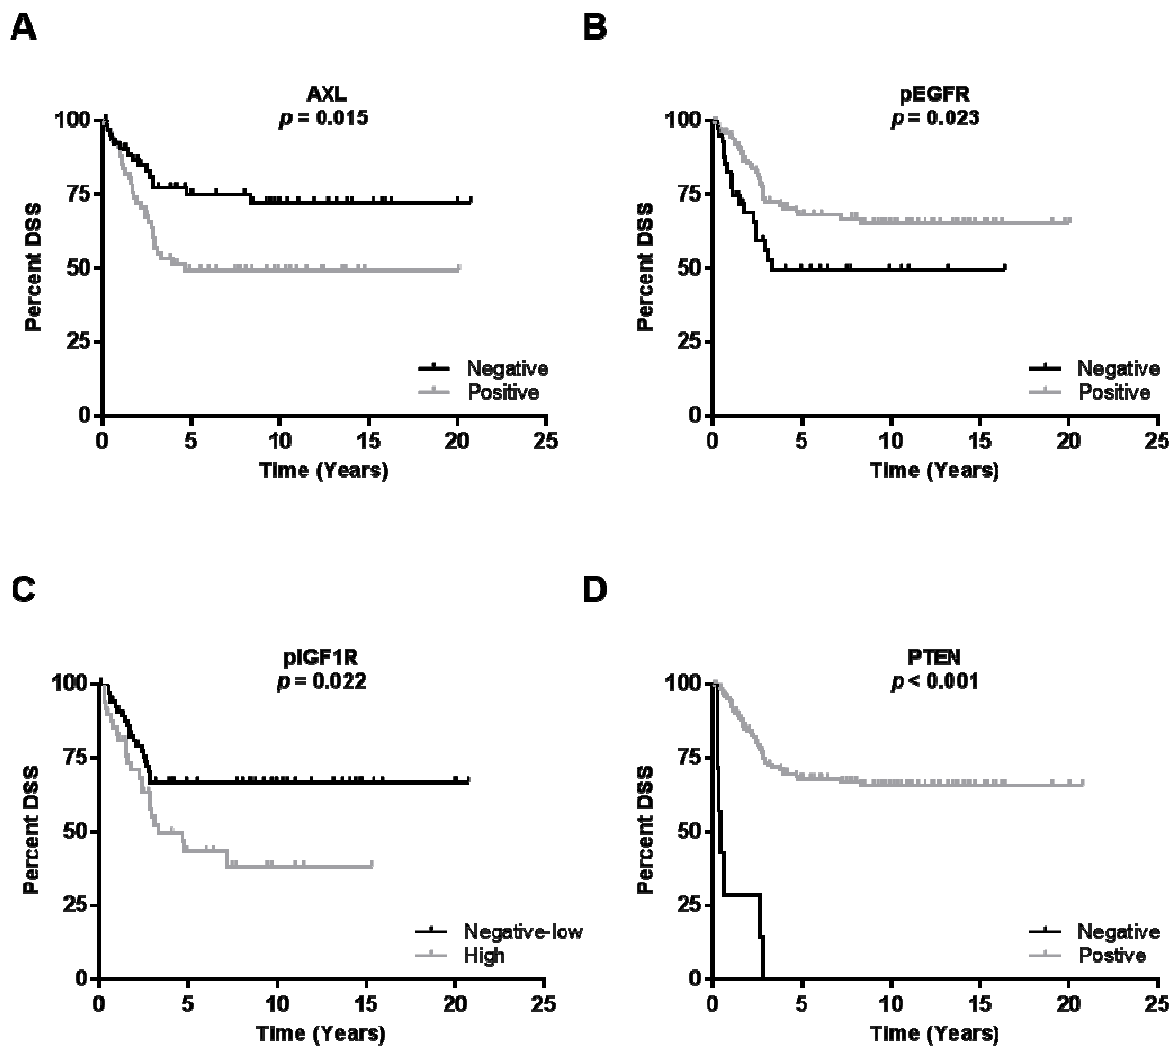 A
AXL
p = 0.015
100
75
50
25
0
Percent DSS
Negative
Positive
0 5 10 15 20 25
Time (Years)
B
pEGFR
p = 0.023
100
75
50
25
0
Percent DSS
Negative
Positive
0 5 10 15 20 25
Time (Years)
C
pIGF1R
p = 0.022
100
75
50
25
0
Percent DSS
Negative-low
High
0 5 10 15 20 25
Time (Years)
D
PTEN
p < 0.001
100
75
50
25
0
Percent DSS
Negative
Postive
0 5 10 15 20 25
Time (Years)